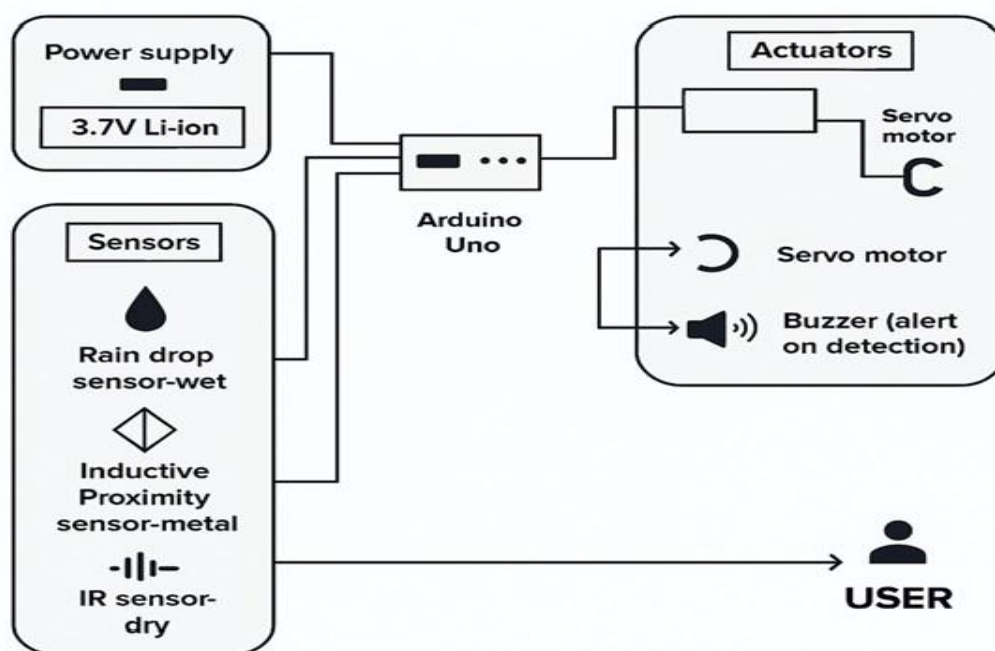 Power supply
3.7V Li-ion
Sensors
Rain drop
sensor-wet
Inductive
Proximity
sensor-metal
IR sensor-
dry
Arduino
Uno
Actuators
Servo
motor
Servo motor
Buzzer (alert
on detection)
USER